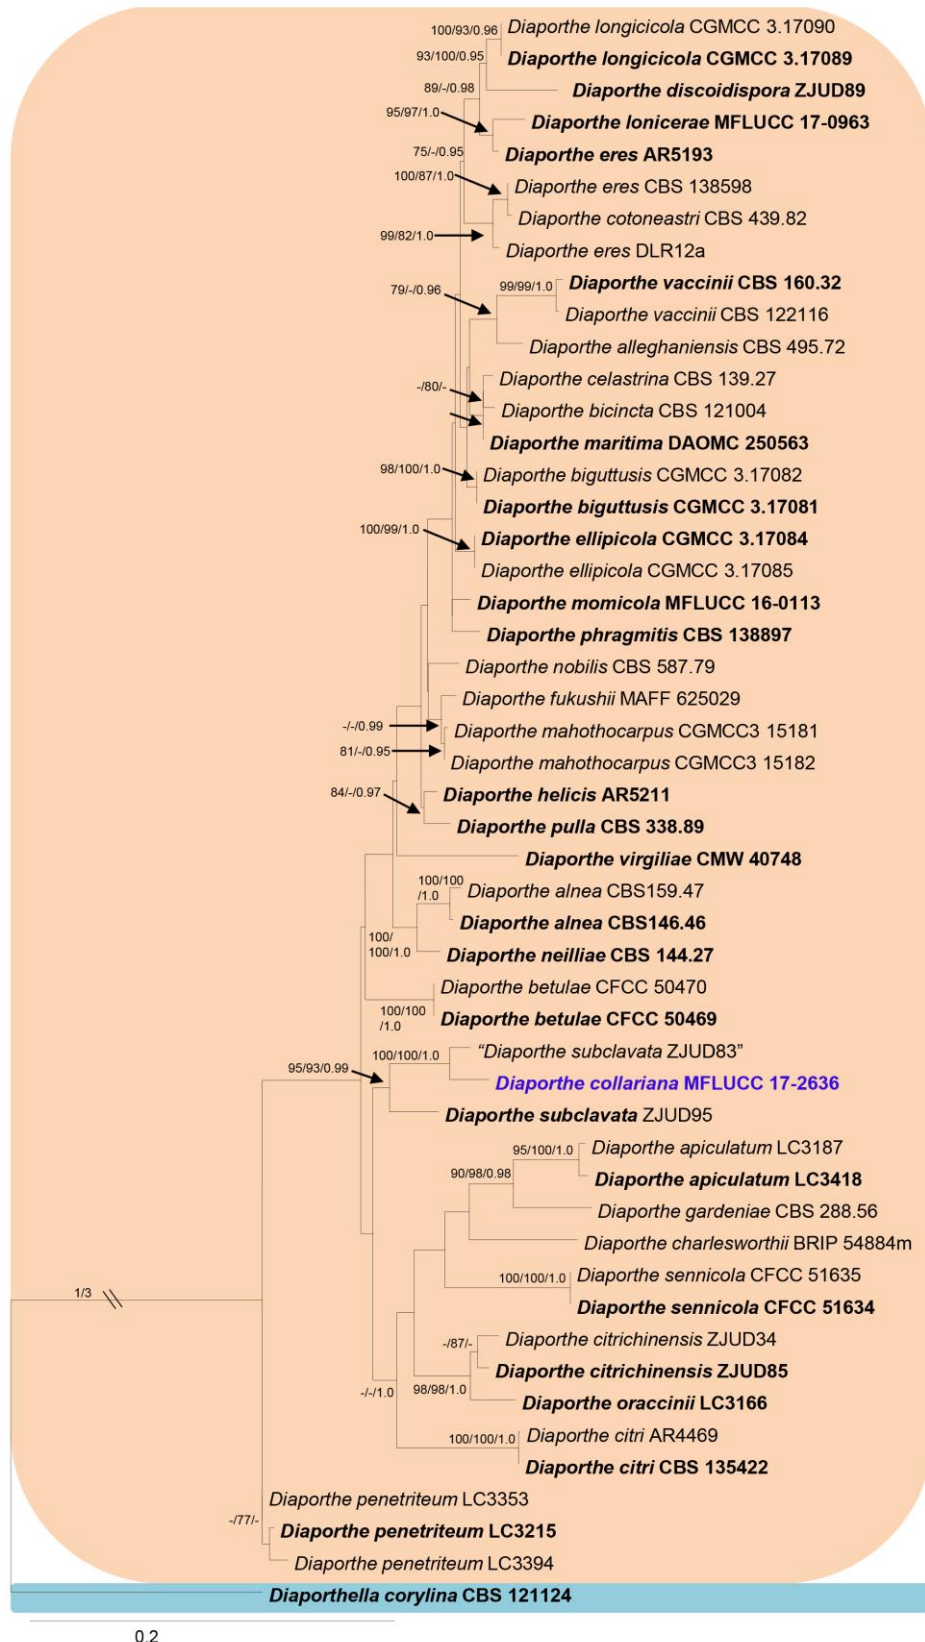 100/93/0.96
Diaporthe longicicola CGMCC 3.17090
93/100/0.95
Diaporthe longicicola CGMCC 3.17089
89/-/0.98
Diaporthe discoidispora ZJUD89
95/97/1.0
Diaporthe lonicerae MFLUCC 17-0963
75/-/0.95
Diaporthe eres AR5193
100/87/1.0
Diaporthe eres CBS 138598
Diaporthe cotoneastri CBS 439.82
99/82/1.0
Diaporthe eres DLR12a
79/-/0.96
99/99/1.0
Diaporthe vaccinii CBS 160.32
Diaporthe vaccinii CBS 122116
Diaporthe alleghaniensis CBS 495.72
-/80/-
Diaporthe celastrina CBS 139.27
Diaporthe bicincta CBS 121004
Diaporthe maritima DAOMC 250563
98/100/1.0
Diaporthe biguttusis CGMCC 3.17082
Diaporthe biguttusis CGMCC 3.17081
100/99/1.0
Diaporthe ellipicola CGMCC 3.17084
Diaporthe ellipicola CGMCC 3.17085
Diaporthe momicola MFLUCC 16-0113
Diaporthe phragmitis CBS 138897
Diaporthe nobilis CBS 587.79
Diaporthe fukushii MAFF 625029
-/-/0.99
Diaporthe mahothocarpus CGMCC3 15181
81/-/0.95
Diaporthe mahothocarpus CGMCC3 15182
84/-/0.97
Diaporthe helicis AR5211
Diaporthe pulla CBS 338.89
Diaporthe virgiliae CMW 40748
100/100
/1.0
Diaporthe alnea CBS159.47
Diaporthe alnea CBS146.46
100/
100/1.0
Diaporthe neilliae CBS 144.27
Diaporthe betulae CFCC 50470
100/100
/1.0
Diaporthe betulae CFCC 50469
95/93/0.99
100/100/1.0
“Diaporthe subclavata ZJUD83”
Diaporthe collariana MFLUCC 17-2636
Diaporthe subclavata ZJUD95
95/100/1.0
Diaporthe apiculatum LC3187
90/98/0.98
Diaporthe apiculatum LC3418
Diaporthe gardeniae CBS 288.56
Diaporthe charlesworthii BRIP 54884m
100/100/1.0
Diaporthe sennicola CFCC 51635
1/3
Diaporthe sennicola CFCC 51634
-/87/-
Diaporthe citrichinensis ZJUD34
Diaporthe citrichinensis ZJUD85
-/-/1.0
98/98/1.0
Diaporthe oraccinii LC3166
100/100/1.0
Diaporthe citri AR4469
Diaporthe citri CBS 135422
Diaporthe penetriteum LC3353
-/77/-
Diaporthe penetriteum LC3215
Diaporthe penetriteum LC3394
Diaporthella corylina CBS 121124
0.2